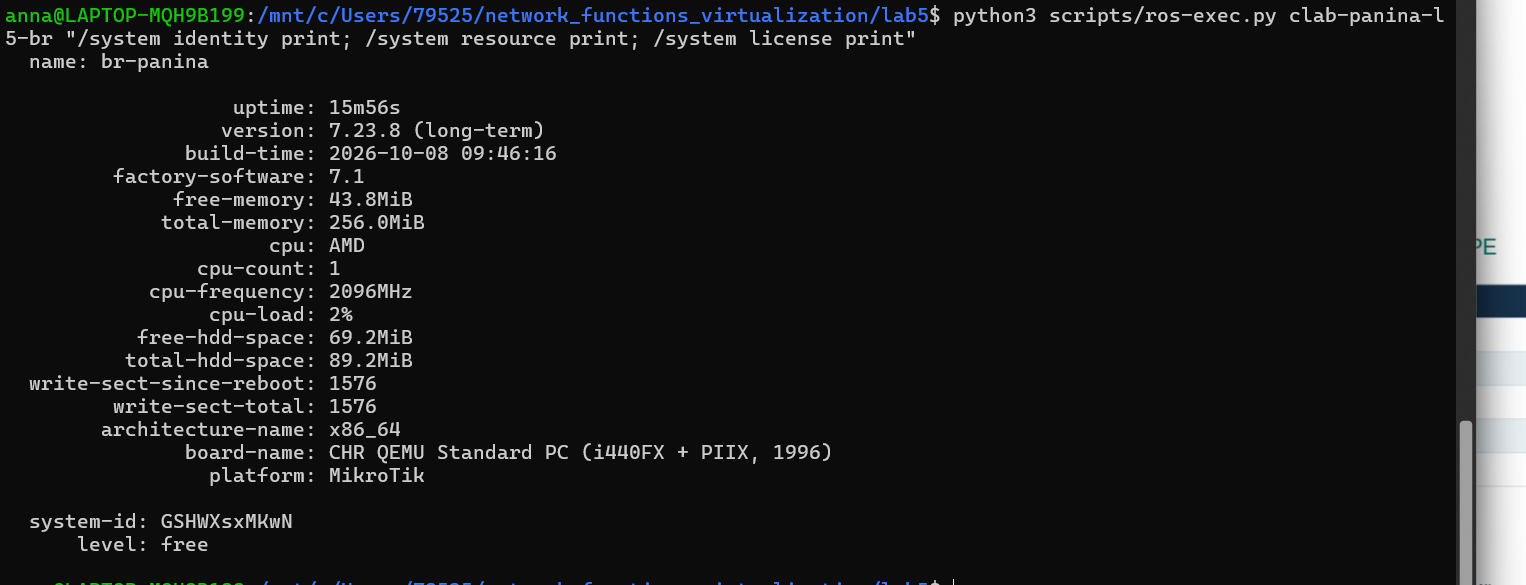 anna@LAPTOP-MQH9B199:/mnt/c/Users/79525/network_functions_virtualization/lab5$ python3 scripts/ros-exec.py clab-panina-l
5-br "/system identity print; /system resource print; /system license print"
name: br-panina
uptime: 15m56s
version: 7.23.8 (long-term)
build-time: 2026-10-08 09:46:16
factory-software: 7.1
free-memory: 43.8MiB
total-memory: 256.0MiB
cpu: AMD
cpu-count: 1
cpu-frequency: 2096MHz
cpu-load: 2%
free-hdd-space: 69.2MiB
total-hdd-space: 89.2MiB
write-sect-since-reboot: 1576
write-sect-total: 1576
architecture-name: x86_64
board-name: CHR QEMU Standard PC (i440FX + PIIX, 1996)
platform: MikroTik
system-id: GSHWXsxMKwN
level: free